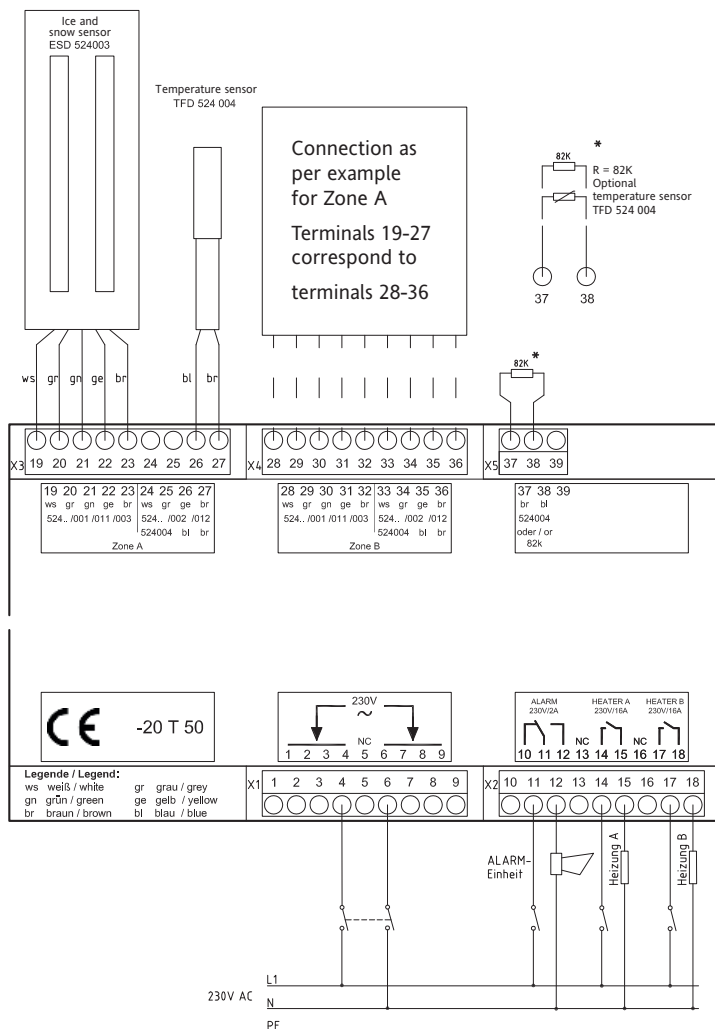 Ice and
snow sensor
ESD 524003
Temperature sensor
TFD 524 004
Connection as
per example
for Zone A
Terminals 19-27
correspond to
terminals 28-36
*
82K
R = 82K
Optional
temperature sensor
TFD 524 004
37 38
ws gr gn ge br
bl br
82K *
X3 19 20 21 22 23 24 25 26 27
X4 28 29 30 31 32 33 34 35 36
X5 37 38 39
19 20 21 22 23 24 25 26 27
ws gr gn ge br ws gr ge br
524.. /001 /011 /003 524.. /002 /012
524004 bl br
Zone A
28 29 30 31 32 33 34 35 36
ws gr gn ge br ws gr ge br
524.. /001 /011 /003 524.. /002 /012
524004 bl br
Zone B
37 38 39
br bl
524004
oder / or
82k
CE -20 T 50
230V
~
NC
1 2 3 4 5 6 7 8 9
ALARM
230V/2A
HEATER A
230V/16A
HEATER B
230V/16A
NC NC
10 11 12 13 14 15 16 17 18
Legende / Legend:
ws weiß / white gr grau / grey
gn grün / green ge gelb / yellow
br braun / brown bl blau / blue
X1 1 2 3 4 5 6 7 8 9
X2 10 11 12 13 14 15 16 17 18
ALARM-
Einheit
Heizung A
Heizung B
230V AC
L1
N
PE